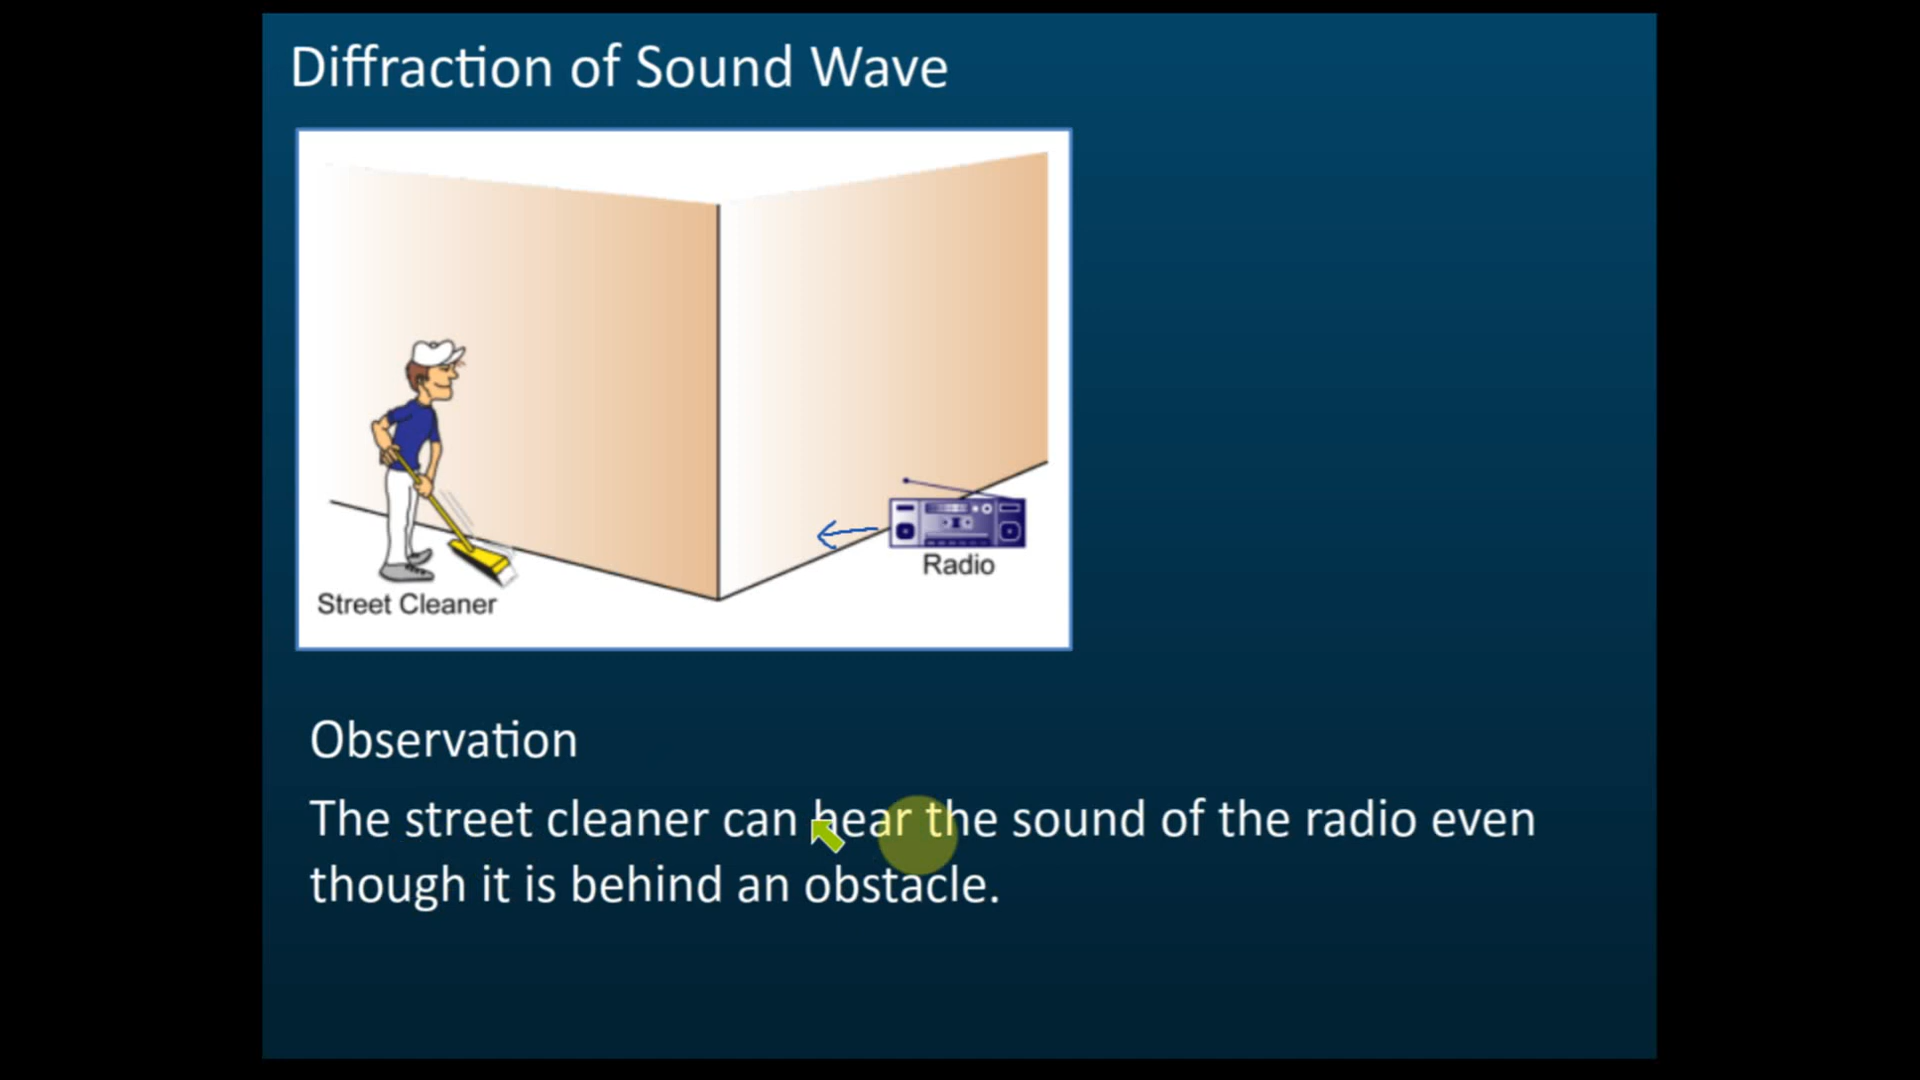 Diffraction of Sound Wave
Radio
Street Cleaner
Observation
The street cleaner can hear the sound of the radio even
though it is behind an obstacle.